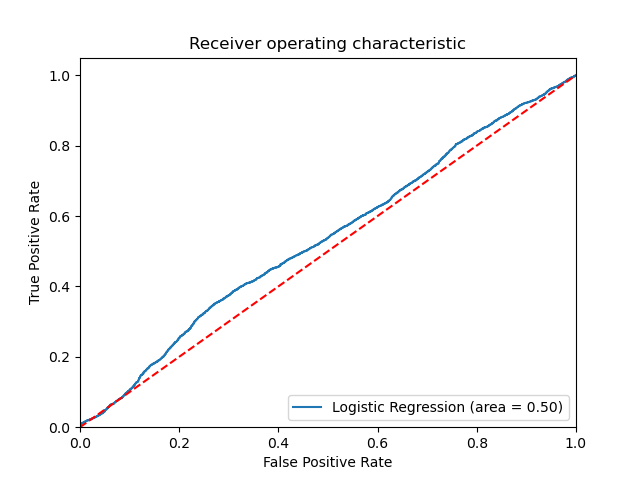 Receiver operating characteristic
True Positive Rate
1.0
0.8
0.6
0.4
0.2
0.0
Logistic Regression (area = 0.50)
0.0 0.2 0.4 0.6 0.8 1.0
False Positive Rate